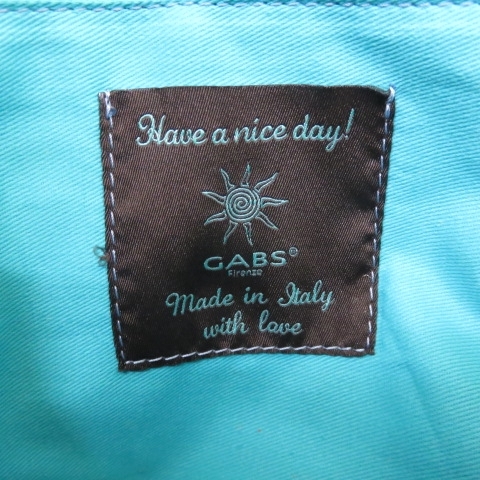 Have a nice day!
GABS®
Firenze
Made in Italy
with love